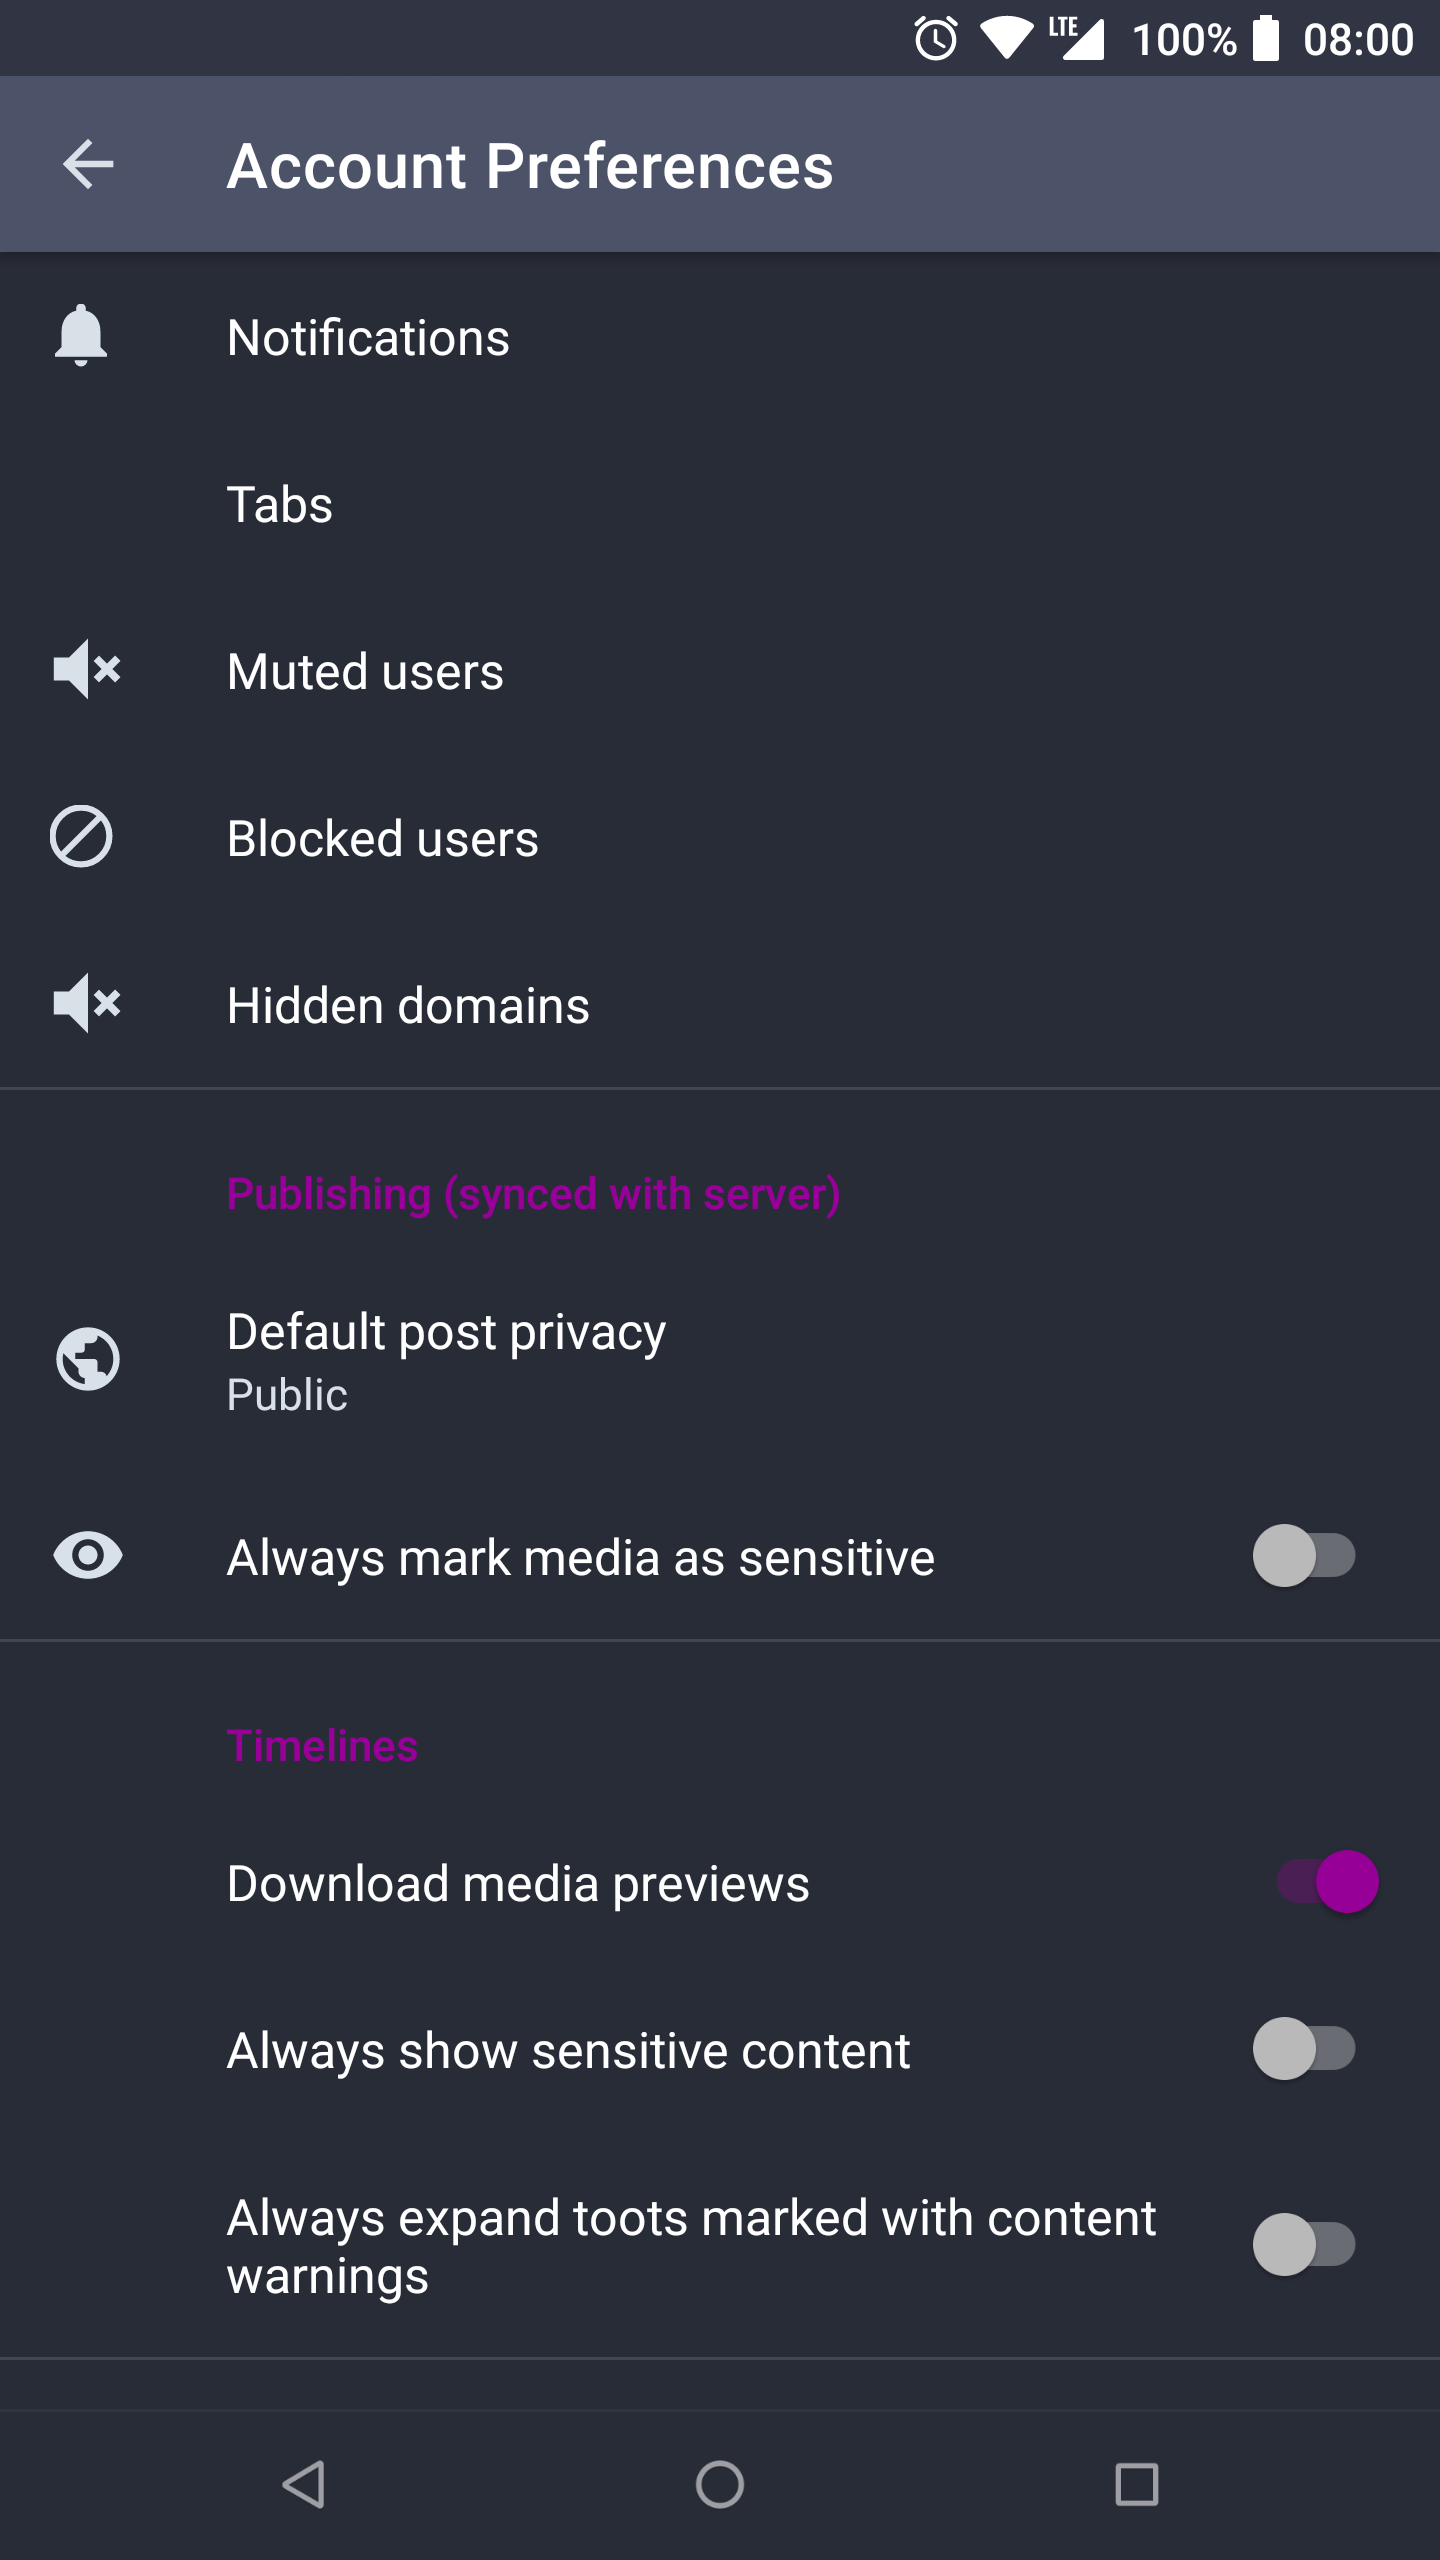 LTE 100% 08:00
Account Preferences
Notifications
Tabs
Muted users
Blocked users
Hidden domains
Publishing (synced with server)
Default post privacy
Public
Always mark media as sensitive
Timelines
Download media previews
Always show sensitive content
Always expand toots marked with content
warnings